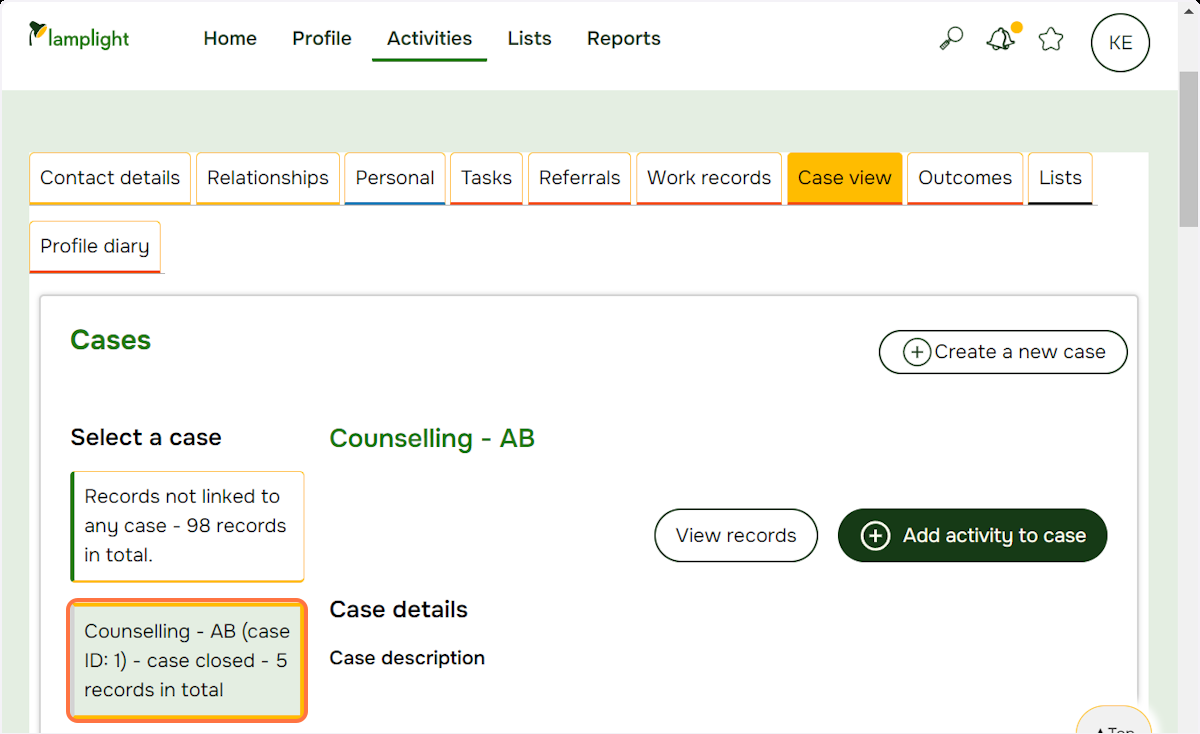 lamplight
Home Profile Activities Lists Reports
KE
Contact details Relationships Personal Tasks Referrals Work records Case view Outcomes Lists
Profile diary
Cases
Create a new case
Select a case
Counselling - AB
Records not linked to
any case - 98 records
in total.
View records
Add activity to case
Counselling - AB (case
ID: 1) - case closed - 5
records in total
Case details
Case description
Top